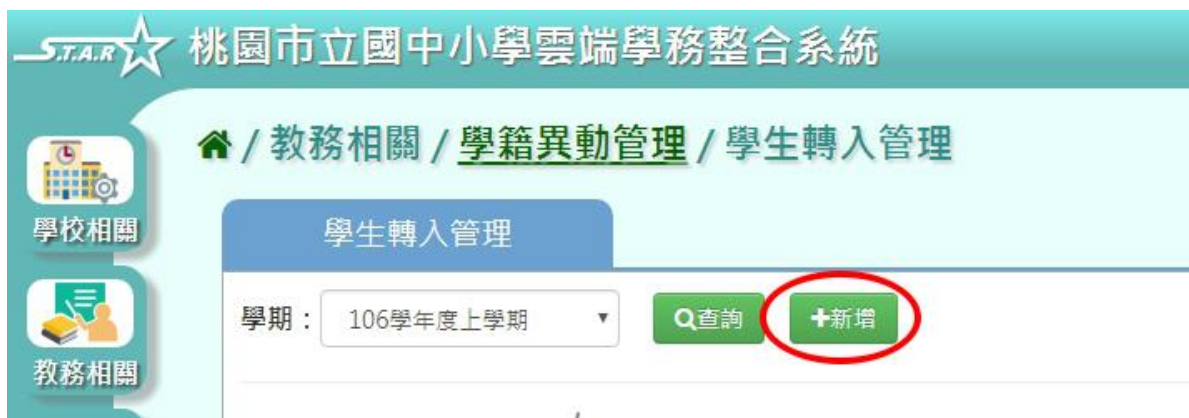 S.T.A.R 桃園市立國中小學雲端學務整合系統
/ 教務相關 / 學籍異動管理 / 學生轉入管理
學校相關
學生轉入管理
學期： 106學年度上學期 查詢 新增
教務相關